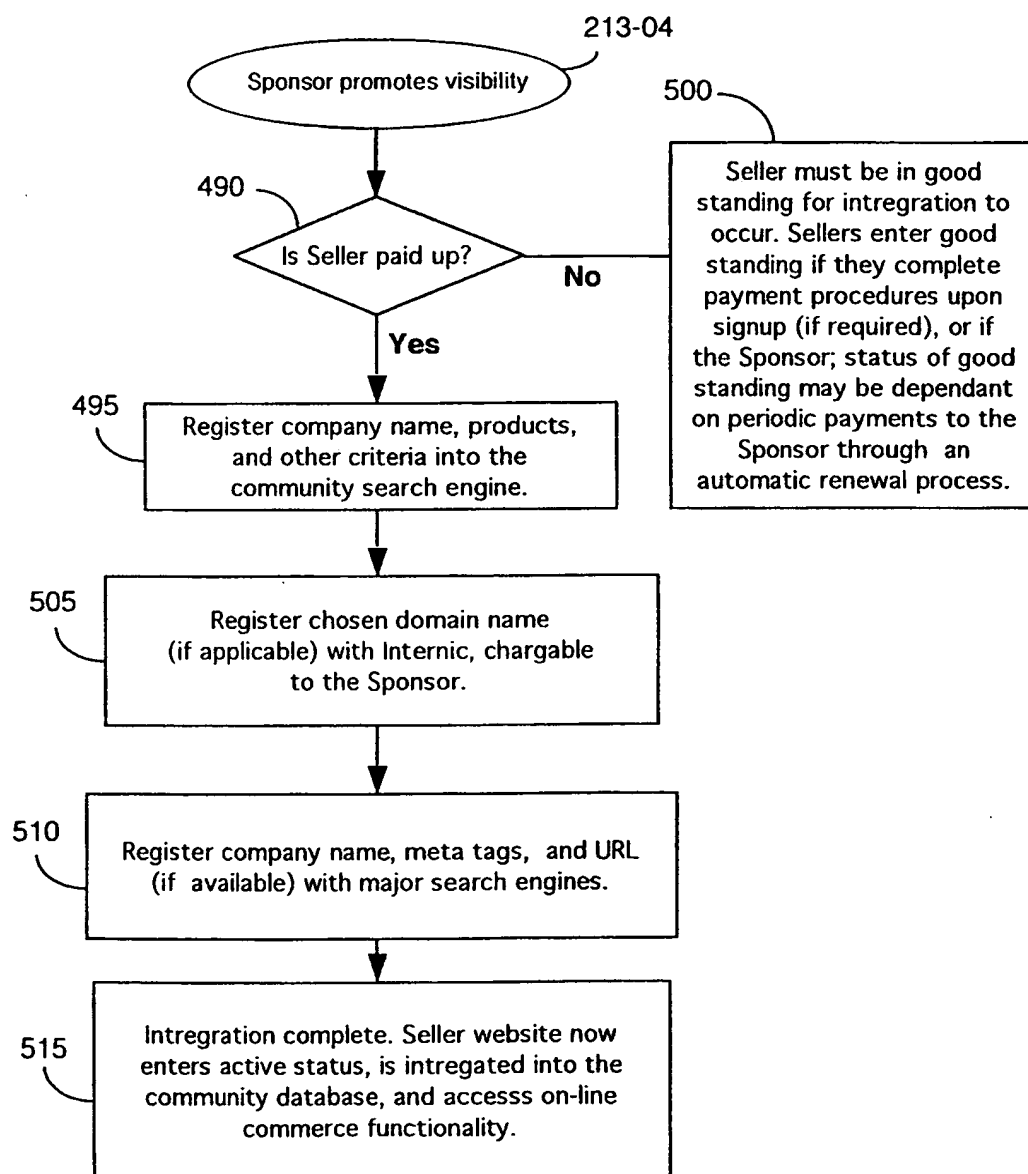 213-04
Sponsor promotes visibility
500
490
Is Seller paid up?
No
Yes
Seller must be in good
standing for intregration to
occur. Sellers enter good
standing if they complete
payment procedures upon
signup (if required), or if
the Sponsor; status of good
standing may be dependant
on periodic payments to the
Sponsor through an
automatic renewal process.
495
Register company name, products,
and other criteria into the
community search engine.
505
Register chosen domain name
(if applicable) with Internic, chargable
to the Sponsor.
510
Register company name, meta tags, and URL
(if available) with major search engines.
515
Intregration complete. Seller website now
enters active status, is intregated into the
community database, and accesss on-line
commerce functionality.